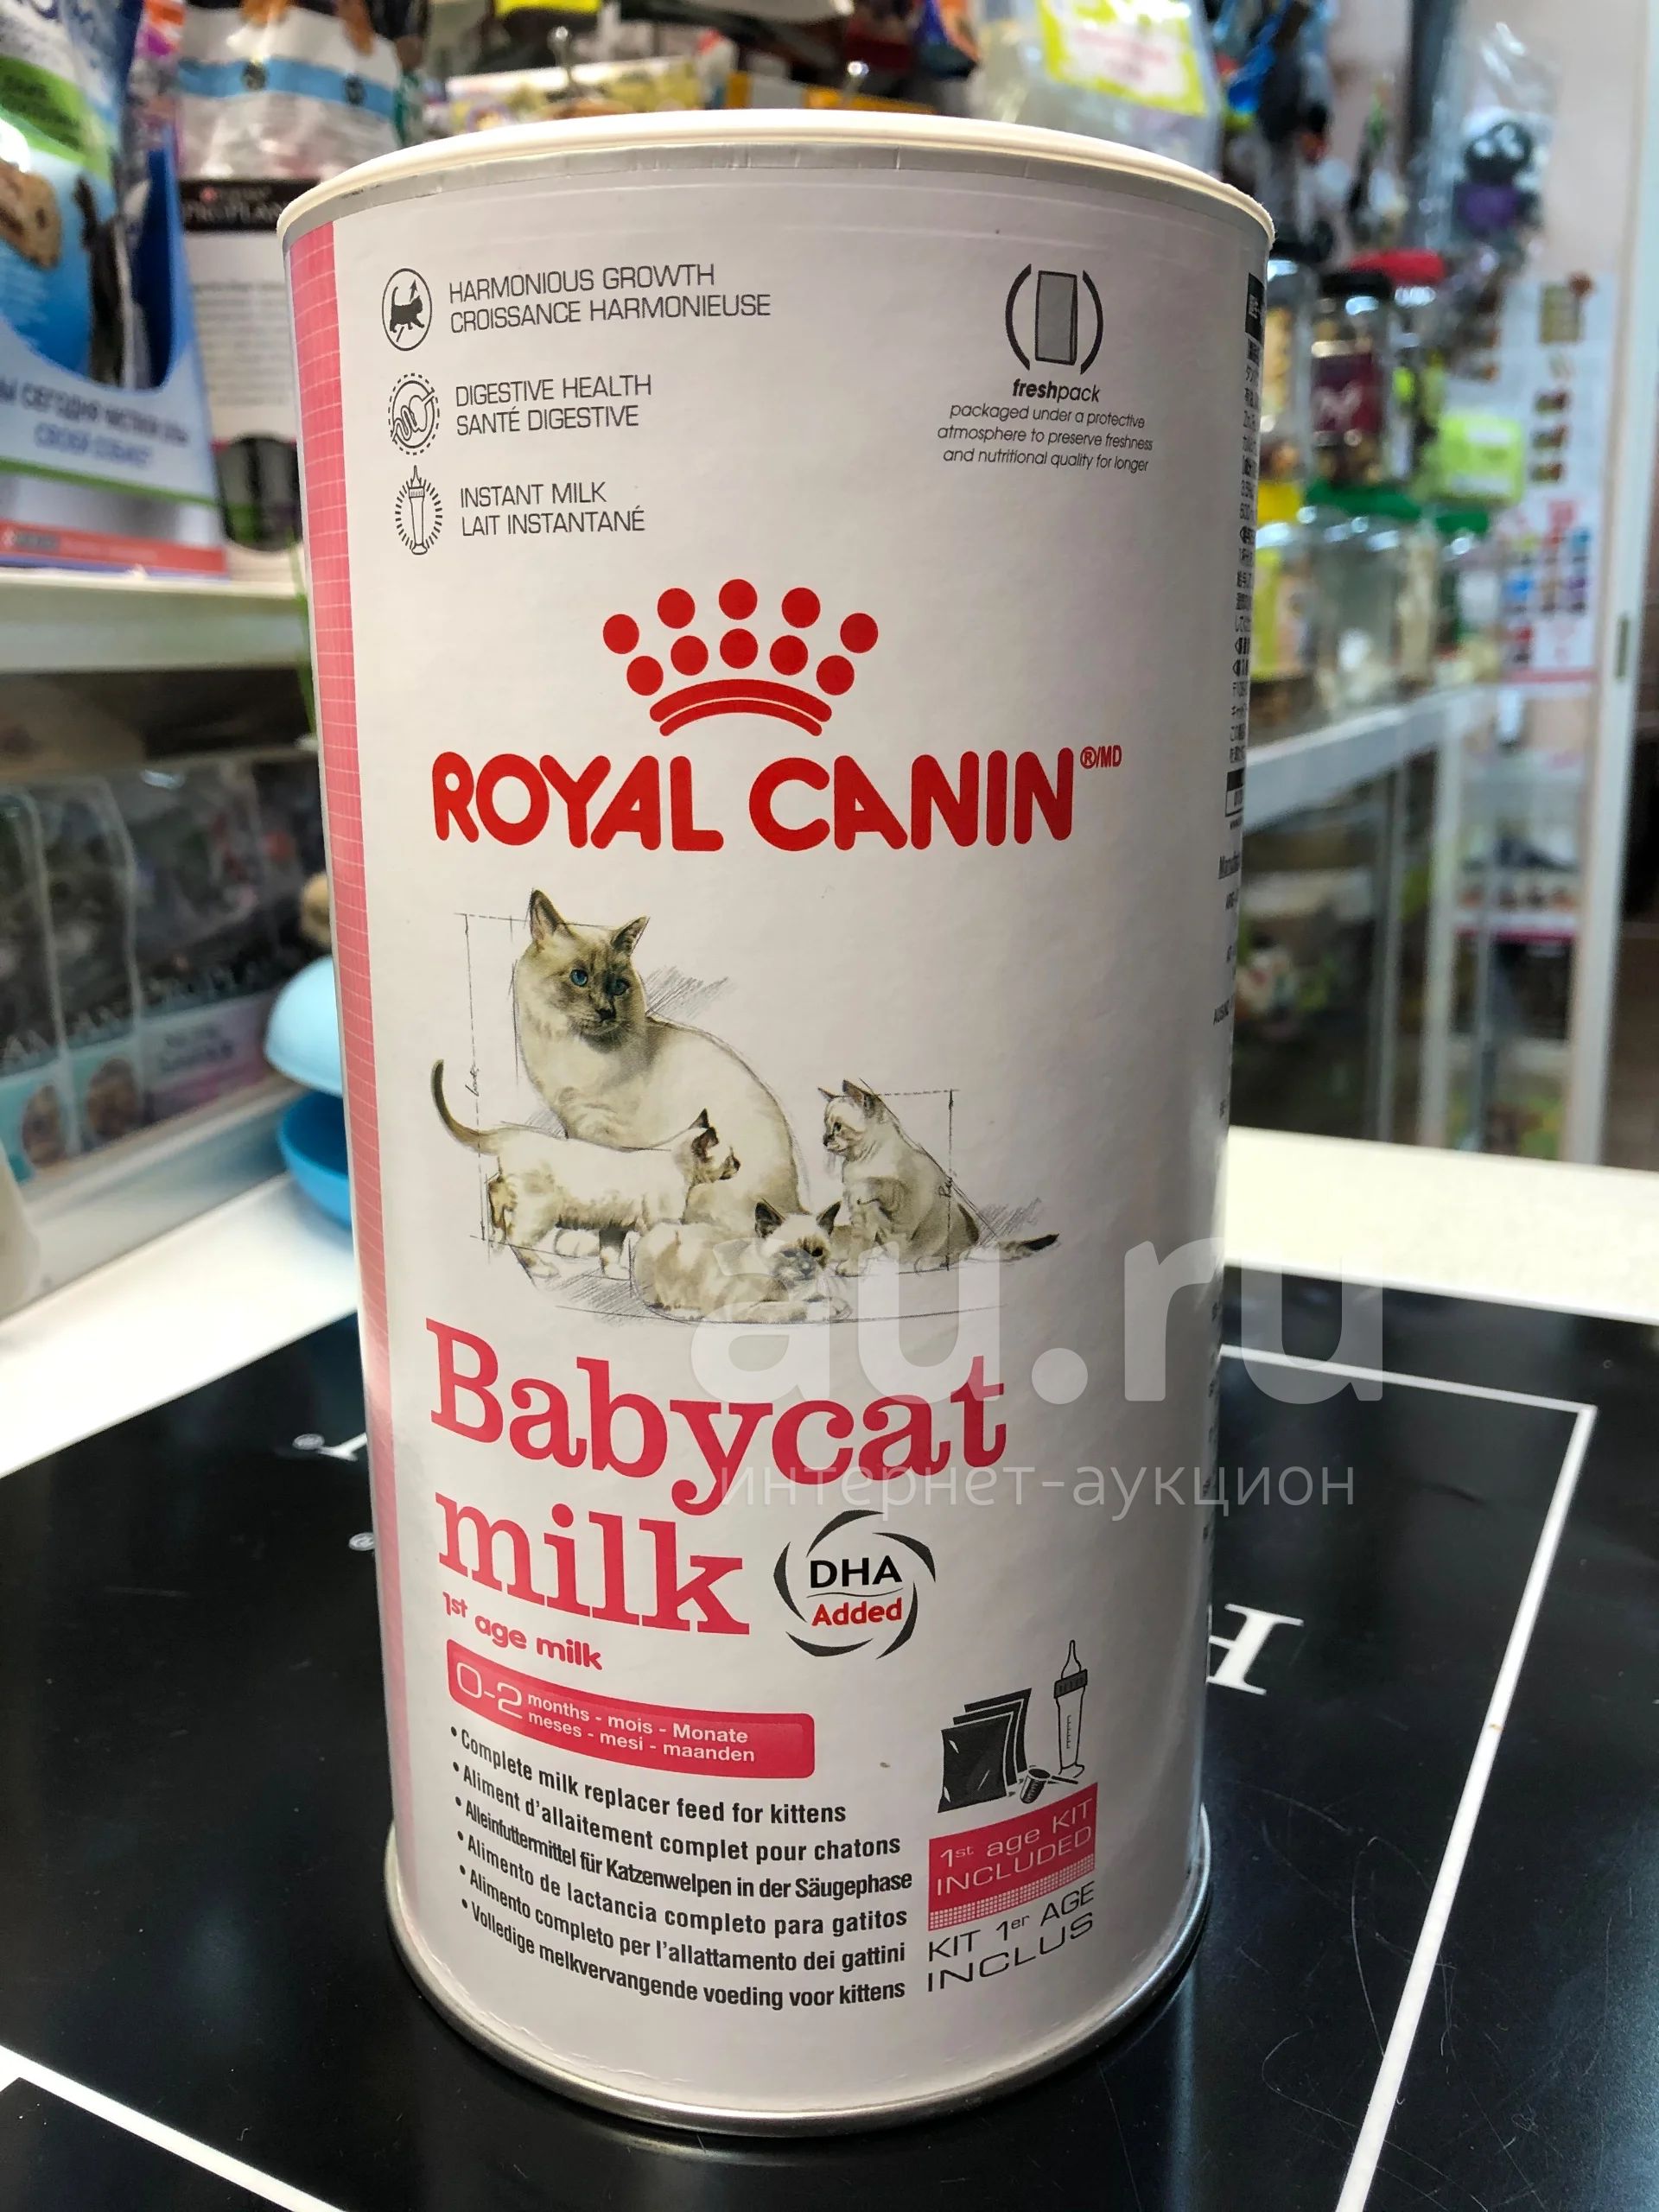 HARMONIOUS GROWTH
CROISSANCE HARMONIEUSE
DIGESTIVE HEALTH
SANTÉ DIGESTIVE
INSTANT MILK
LAIT INSTANTANÉ
freshpack
packaged under a protective
atmosphere to preserve freshness
and nutritional quality for longer
ROYAL CANIN®/MD
au.ru
интернет-аукцион
Babycat
milk
DHA
Added
1st age milk
0-2 months - mois - Monate
meses - mesi - maanden
• Complete milk replacer feed for kittens
• Aliment d'allaitement complet pour chatons
• Alleinfuttermittel für Katzenwelpen in der Säugephase
• Alimento de lactancia completo para gatitos
• Alimento completo per l'allattamento dei gattini
• Volledige melkvervangende voeding voor kittens
1st age KIT
INCLUDED
KIT 1er AGE
INCLUS
H